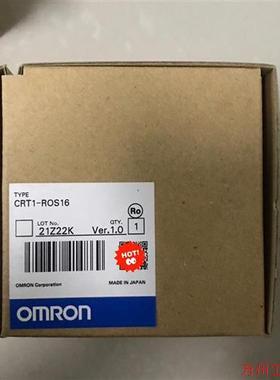 TYPE
CRT1-ROS16
LOT No. QTY.
21Z22K Ver.1.0 1
Ro
HOT!
OMRON Corporation MADE IN JAPAN
OMRON